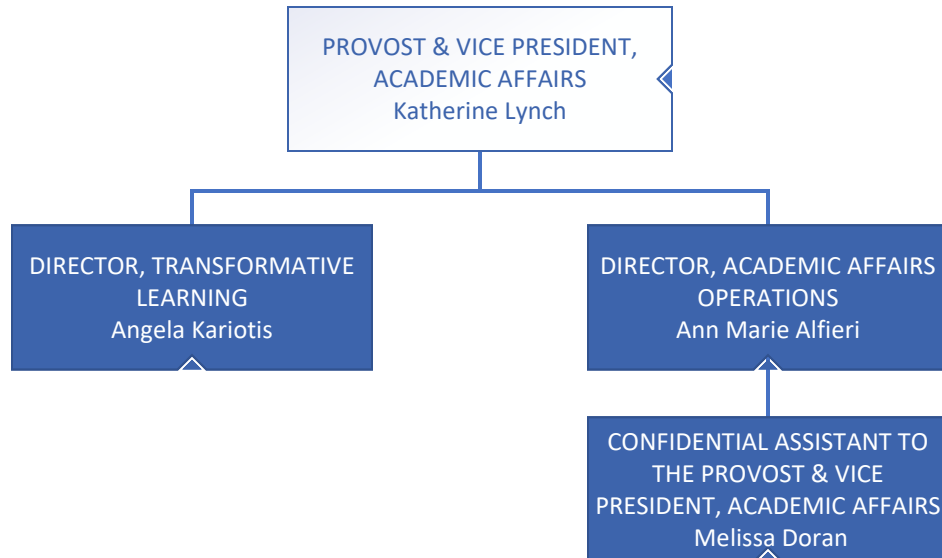 PROVOST & VICE PRESIDENT,
ACADEMIC AFFAIRS
Katherine Lynch
DIRECTOR, TRANSFORMATIVE
LEARNING
Angela Kariotis
DIRECTOR, ACADEMIC AFFAIRS
OPERATIONS
Ann Marie Alfieri
CONFIDENTIAL ASSISTANT TO
THE PROVOST & VICE
PRESIDENT, ACADEMIC AFFAIRS
Melissa Doran